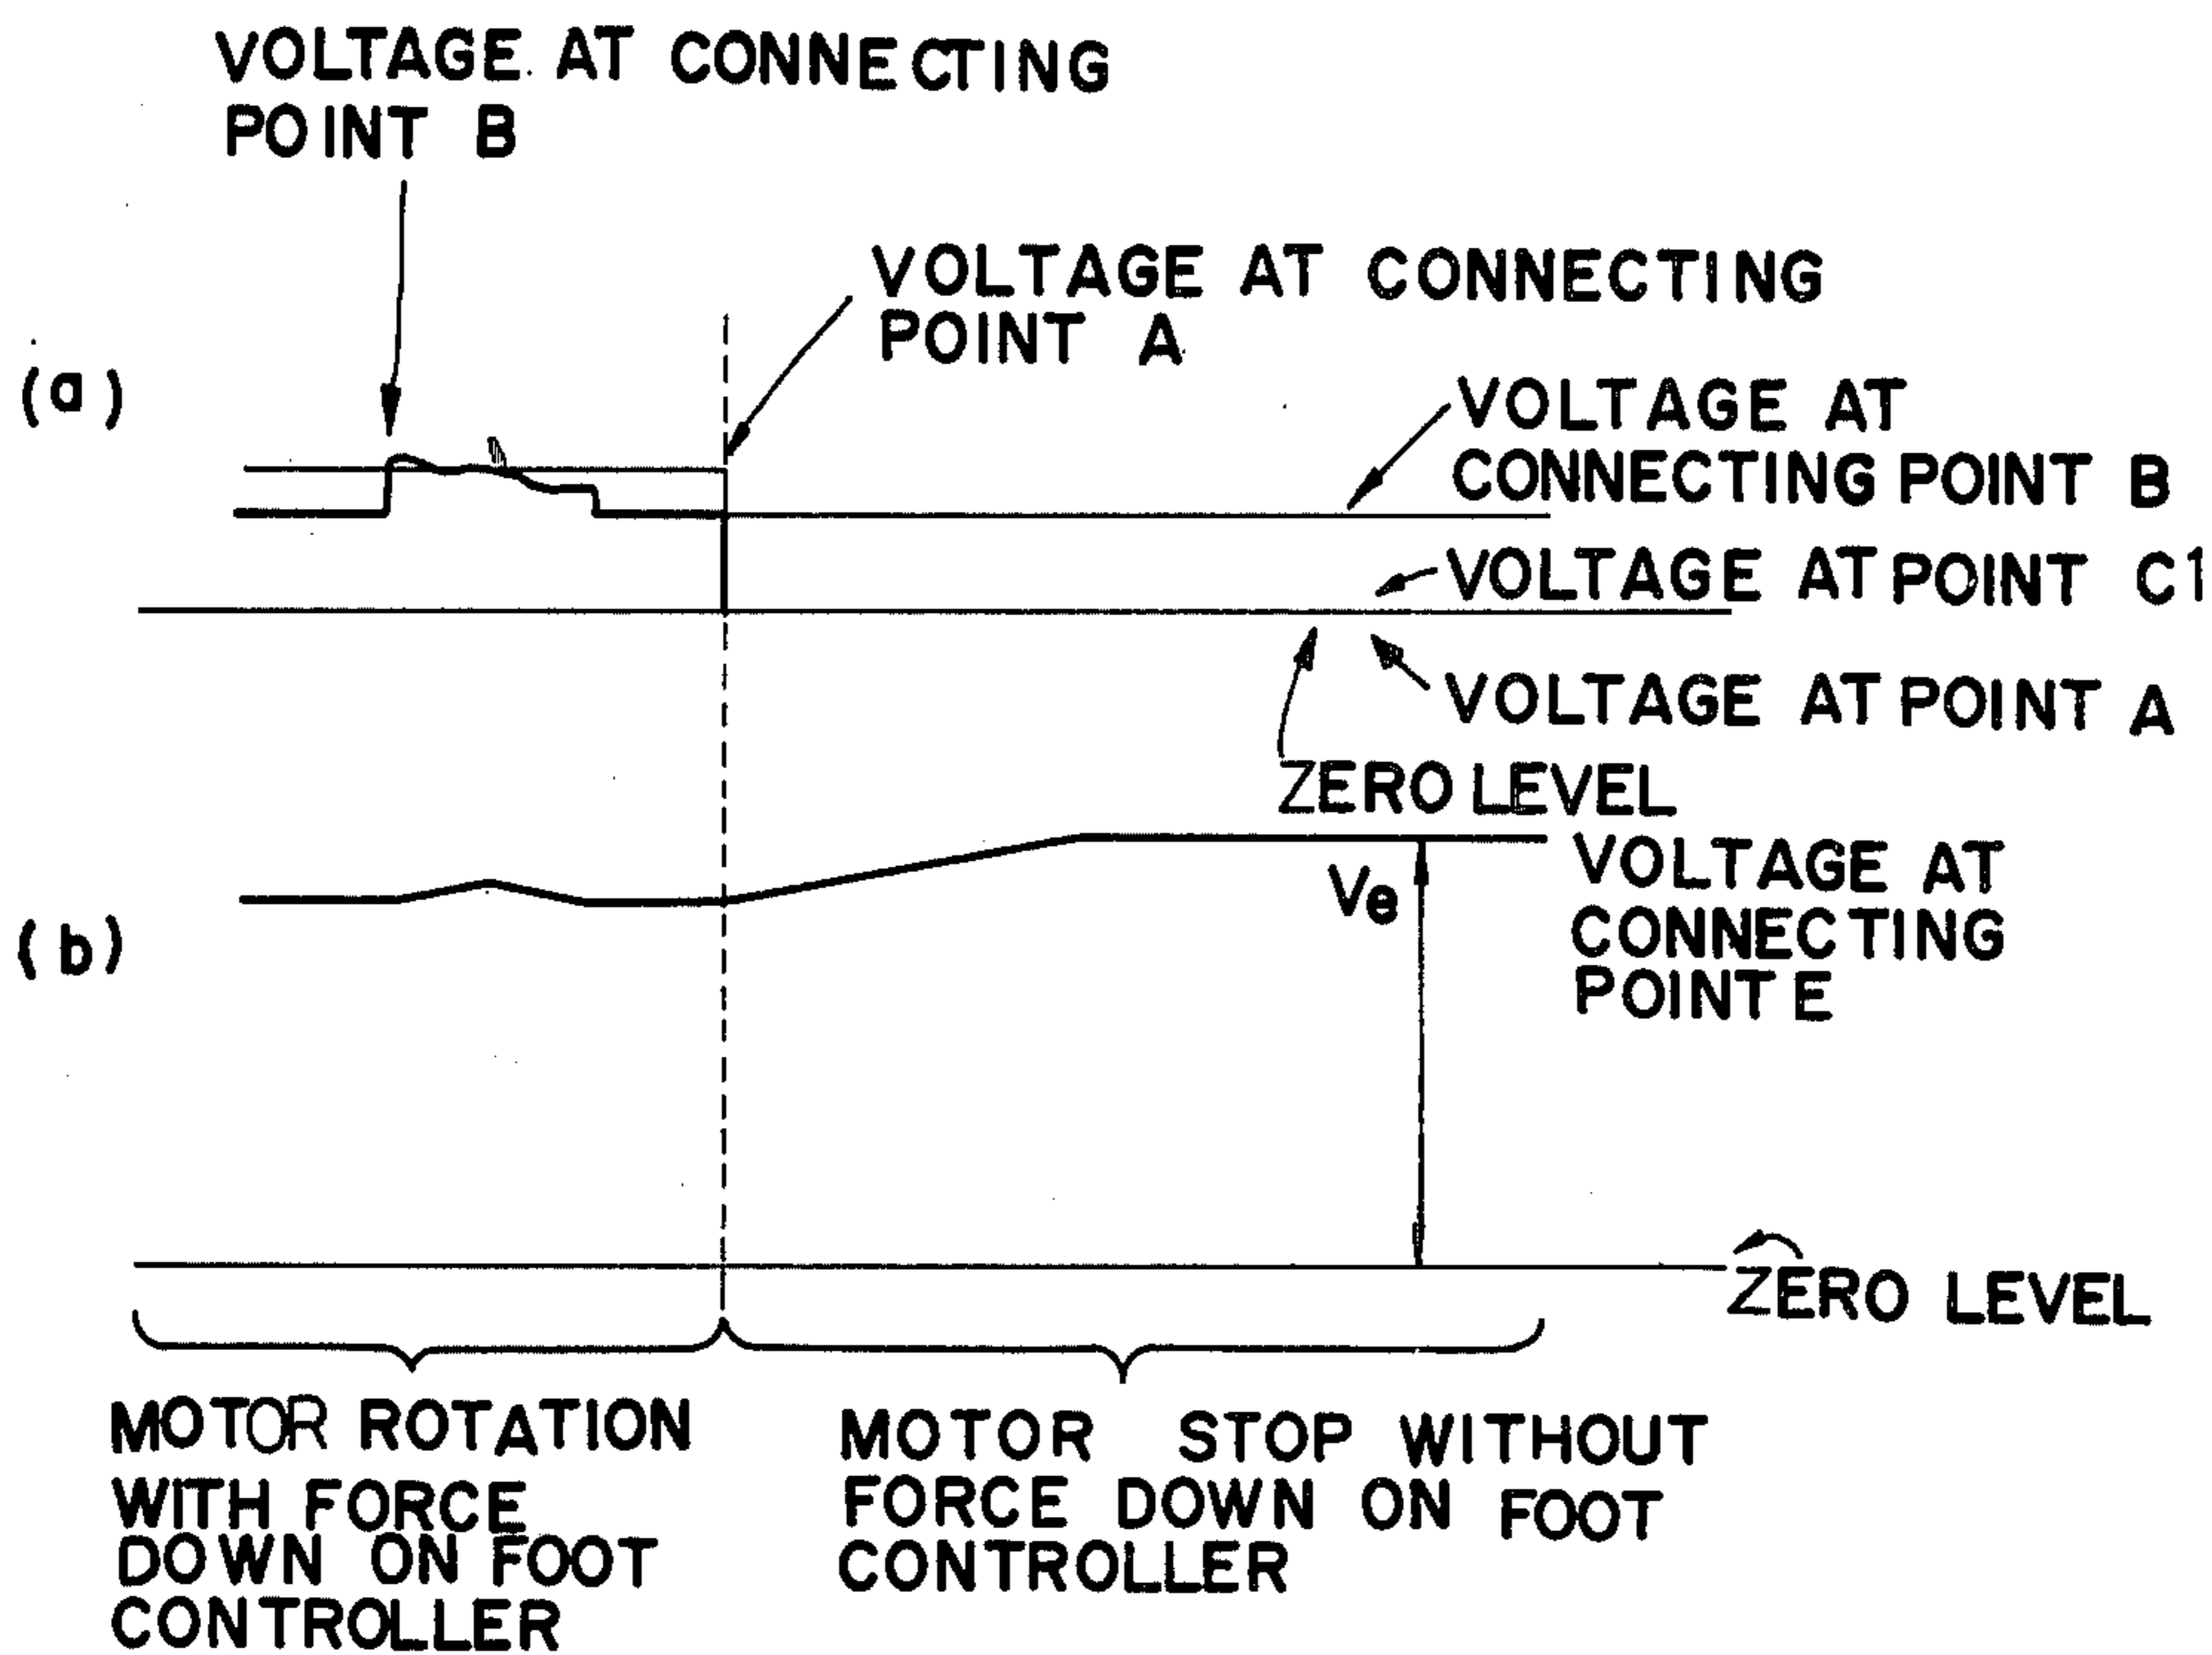 VOLTAGE AT CONNECTING
POINT B
VOLTAGE AT CONNECTING
POINT A
(a)
VOLTAGE AT
CONNECTING POINT B
VOLTAGE AT POINT C1
VOLTAGE AT POINT A
ZERO LEVEL
Ve
VOLTAGE AT
CONNECTING
POINT E
(b)
ZERO LEVEL
MOTOR ROTATION
WITH FORCE
DOWN ON FOOT
CONTROLLER
MOTOR STOP WITHOUT
FORCE DOWN ON FOOT
CONTROLLER